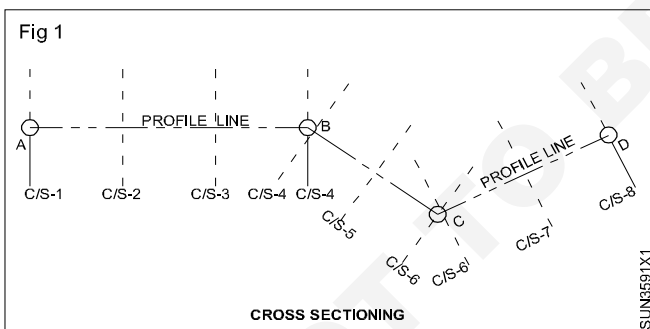 Fig 1
PROFILE LINE
A
B
C/S-1
C/S-2
C/S-3
C/S-4
C/S-4
C/S-5
C
C/S-6
C/S-6
PROFILE LINE
C/S-7
D
C/S-8
CROSS SECTIONING
SUN3591X1